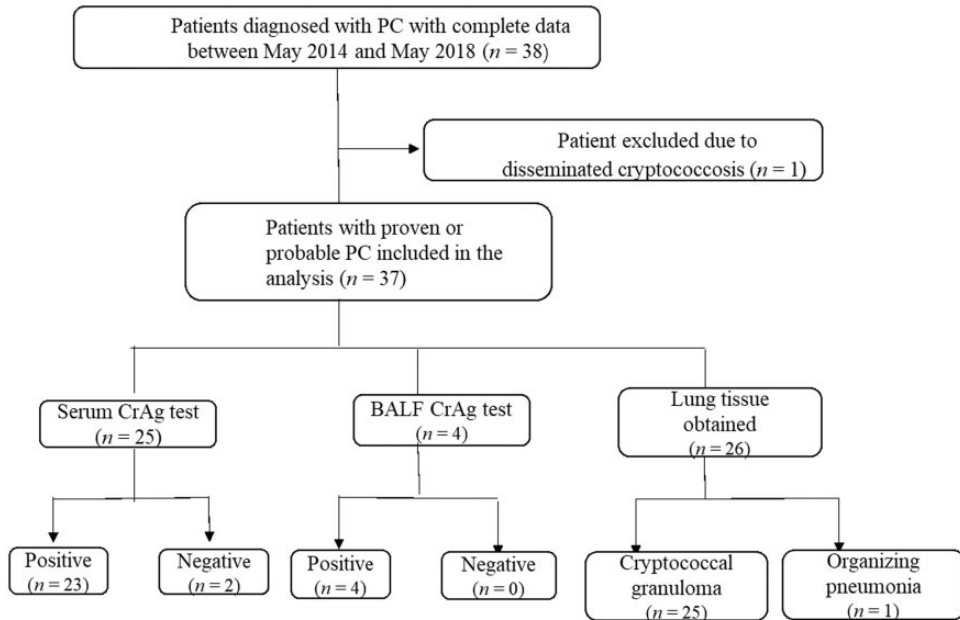 Patients diagnosed with PC with complete data
between May 2014 and May 2018 (n = 38)
Patient excluded due to
disseminated cryptococcosis (n = 1)
Patients with proven or
probable PC included in the
analysis (n = 37)
Serum CrAg test
(n = 25)
BALF CrAg test
(n = 4)
Lung tissue
obtained
(n = 26)
Positive
(n = 23)
Negative
(n = 2)
Positive
(n = 4)
Negative
(n = 0)
Cryptococcal
granuloma
(n = 25)
Organizing
pneumonia
(n = 1)